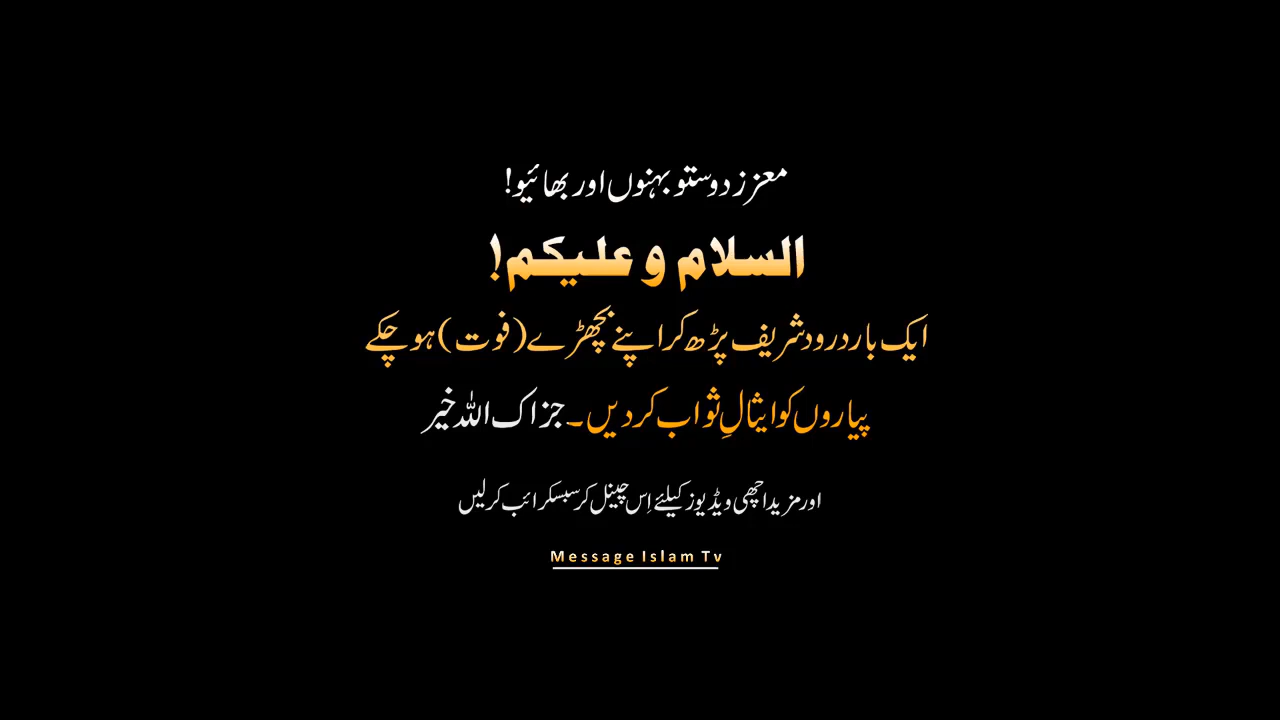 معزز دوستو بہنوں اور بھائیو!
السلام و علیکم!
ایک بار درود شریف پڑھ کر اپنے بچھڑے (فوت) ہو چکے
پیاروں کو ایثالِ ثواب کر دیں۔ جزاک اللہ خیر
اور مزید اچھی ویڈیوز کیلئے اِس چینل کر سبسکرائب کر لیں
Message Islam Tv